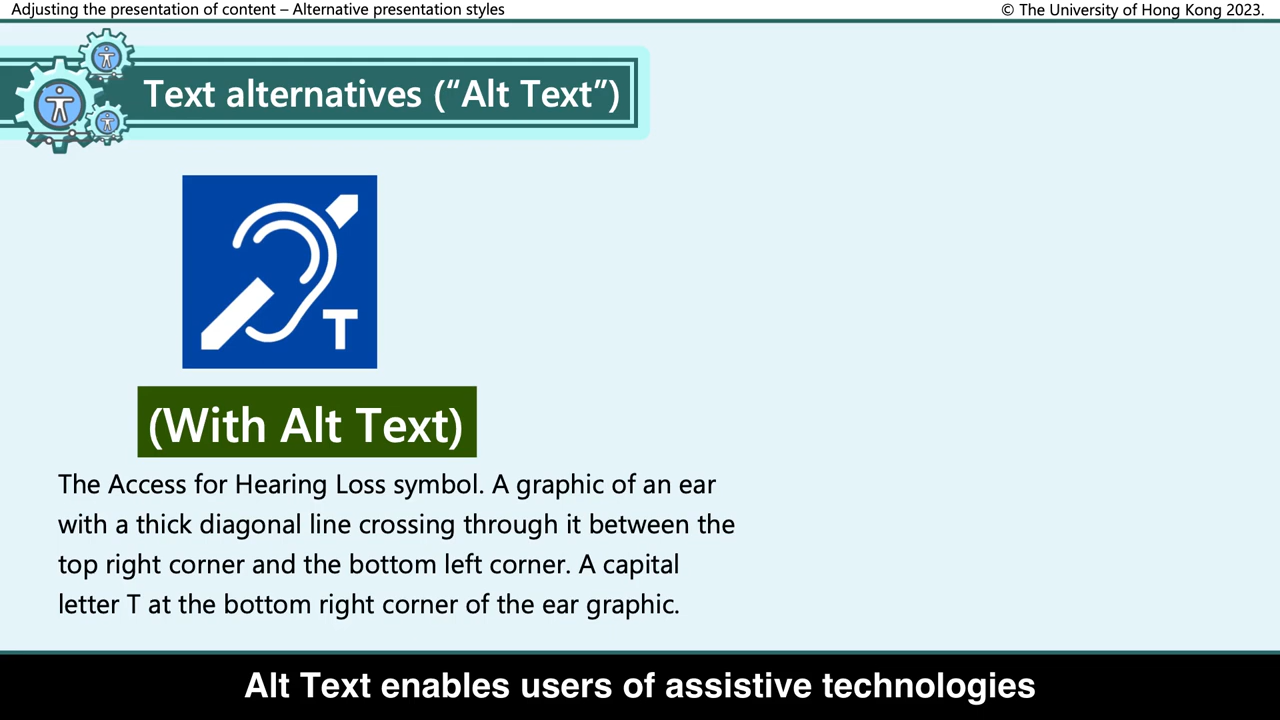 Adjusting the presentation of content – Alternative presentation styles
© The University of Hong Kong 2023.
Text alternatives (“Alt Text”)
T
(With Alt Text)
The Access for Hearing Loss symbol. A graphic of an ear
with a thick diagonal line crossing through it between the
top right corner and the bottom left corner. A capital
letter T at the bottom right corner of the ear graphic.
Alt Text enables users of assistive technologies